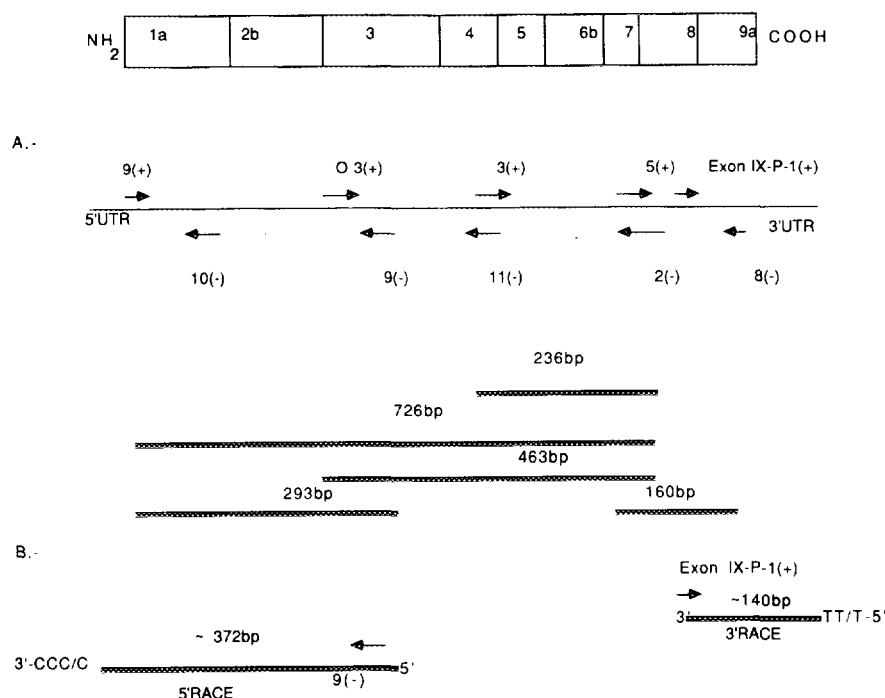 NH2 1a 2b 3 4 5 6b 7 8 9a COOH
A.-
9(+) O 3(+) 3(+) 5(+) Exon IX-P-1(+)
5'UTR 3'UTR
10(-) 9(-) 11(-) 2(-) 8(-)
236bp
726bp
463bp
293bp 160bp
B.-
Exon IX-P-1(+)
~140bp
3' TT/T-5'
3'RACE
~ 372bp
3'-CCC/C 5'
9(-)
5'RACE